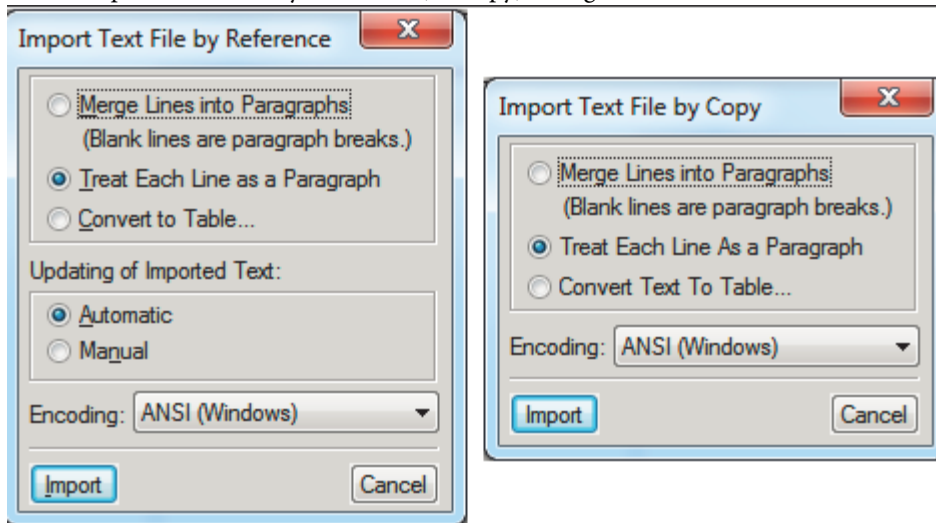 Import Text File by Reference
Merge Lines into Paragraphs
(Blank lines are paragraph breaks.)
Treat Each Line as a Paragraph
Convert to Table...
Updating of Imported Text:
Automatic
Manual
Encoding: ANSI (Windows)
Import Cancel
Import Text File by Copy
Merge Lines into Paragraphs
(Blank lines are paragraph breaks.)
Treat Each Line As a Paragraph
Convert Text To Table...
Encoding: ANSI (Windows)
Import Cancel